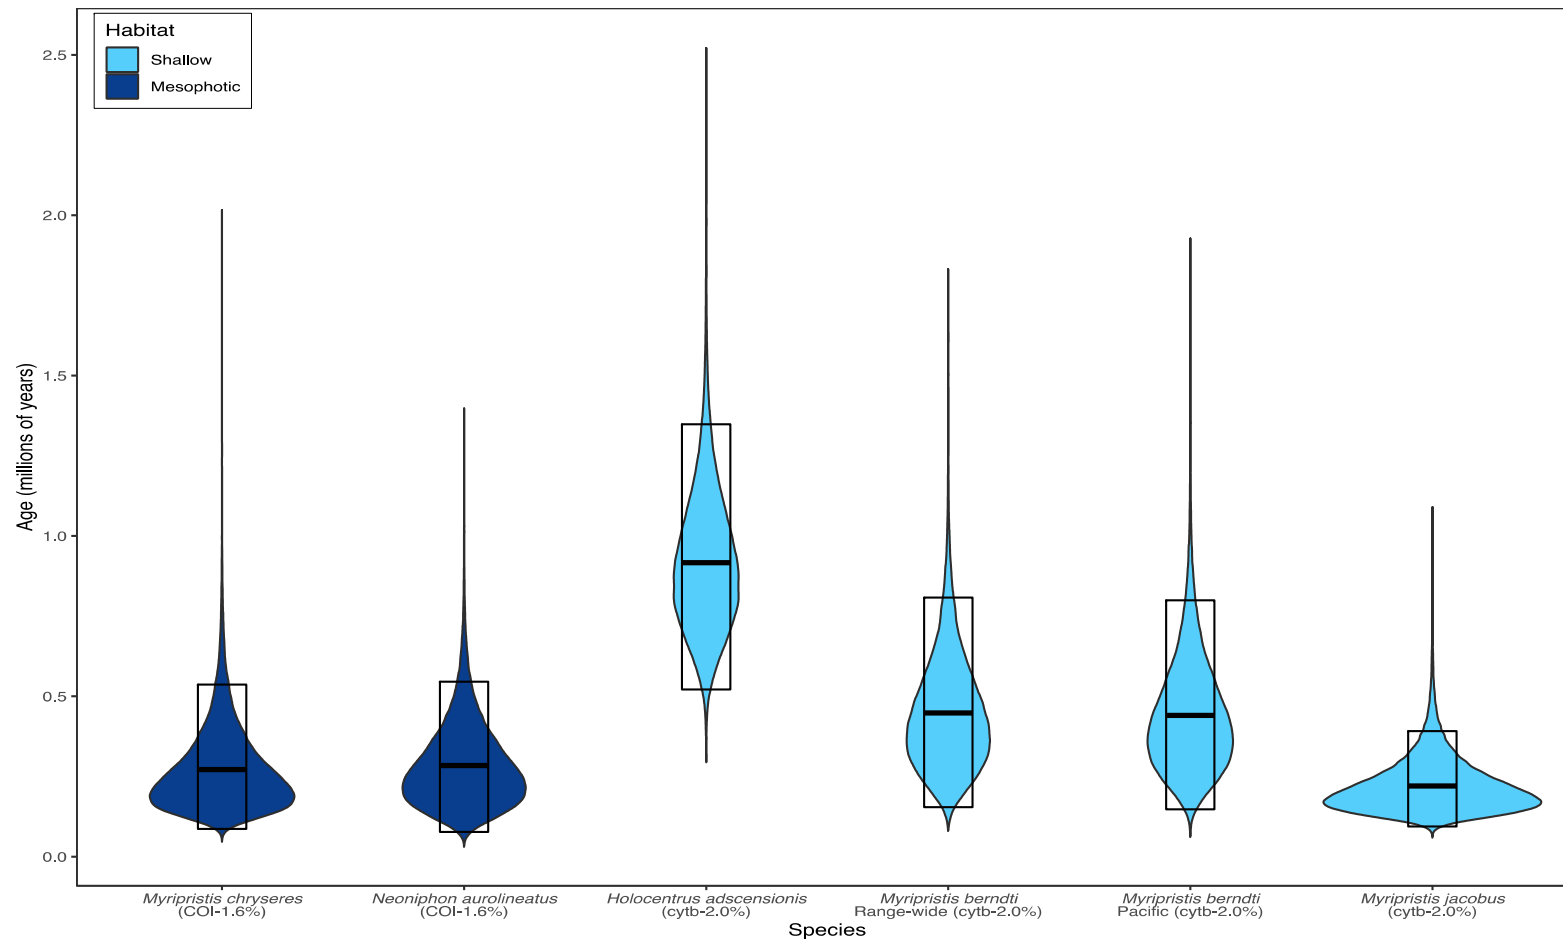 Habitat
Shallow
Mesophotic
2.5
2.0
1.5
1.0
0.5
0.0
Age (millions of years)
Myripristis chryseres
(COI-1.6%)
Neoniphon aurolineatus
(COI-1.6%)
Holocentrus adscensionis
(cytb-2.0%)
Myripristis berndti
Range-wide (cytb-2.0%)
Myripristis berndti
Pacific (cytb-2.0%)
Myripristis jacobus
(cytb-2.0%)
Species